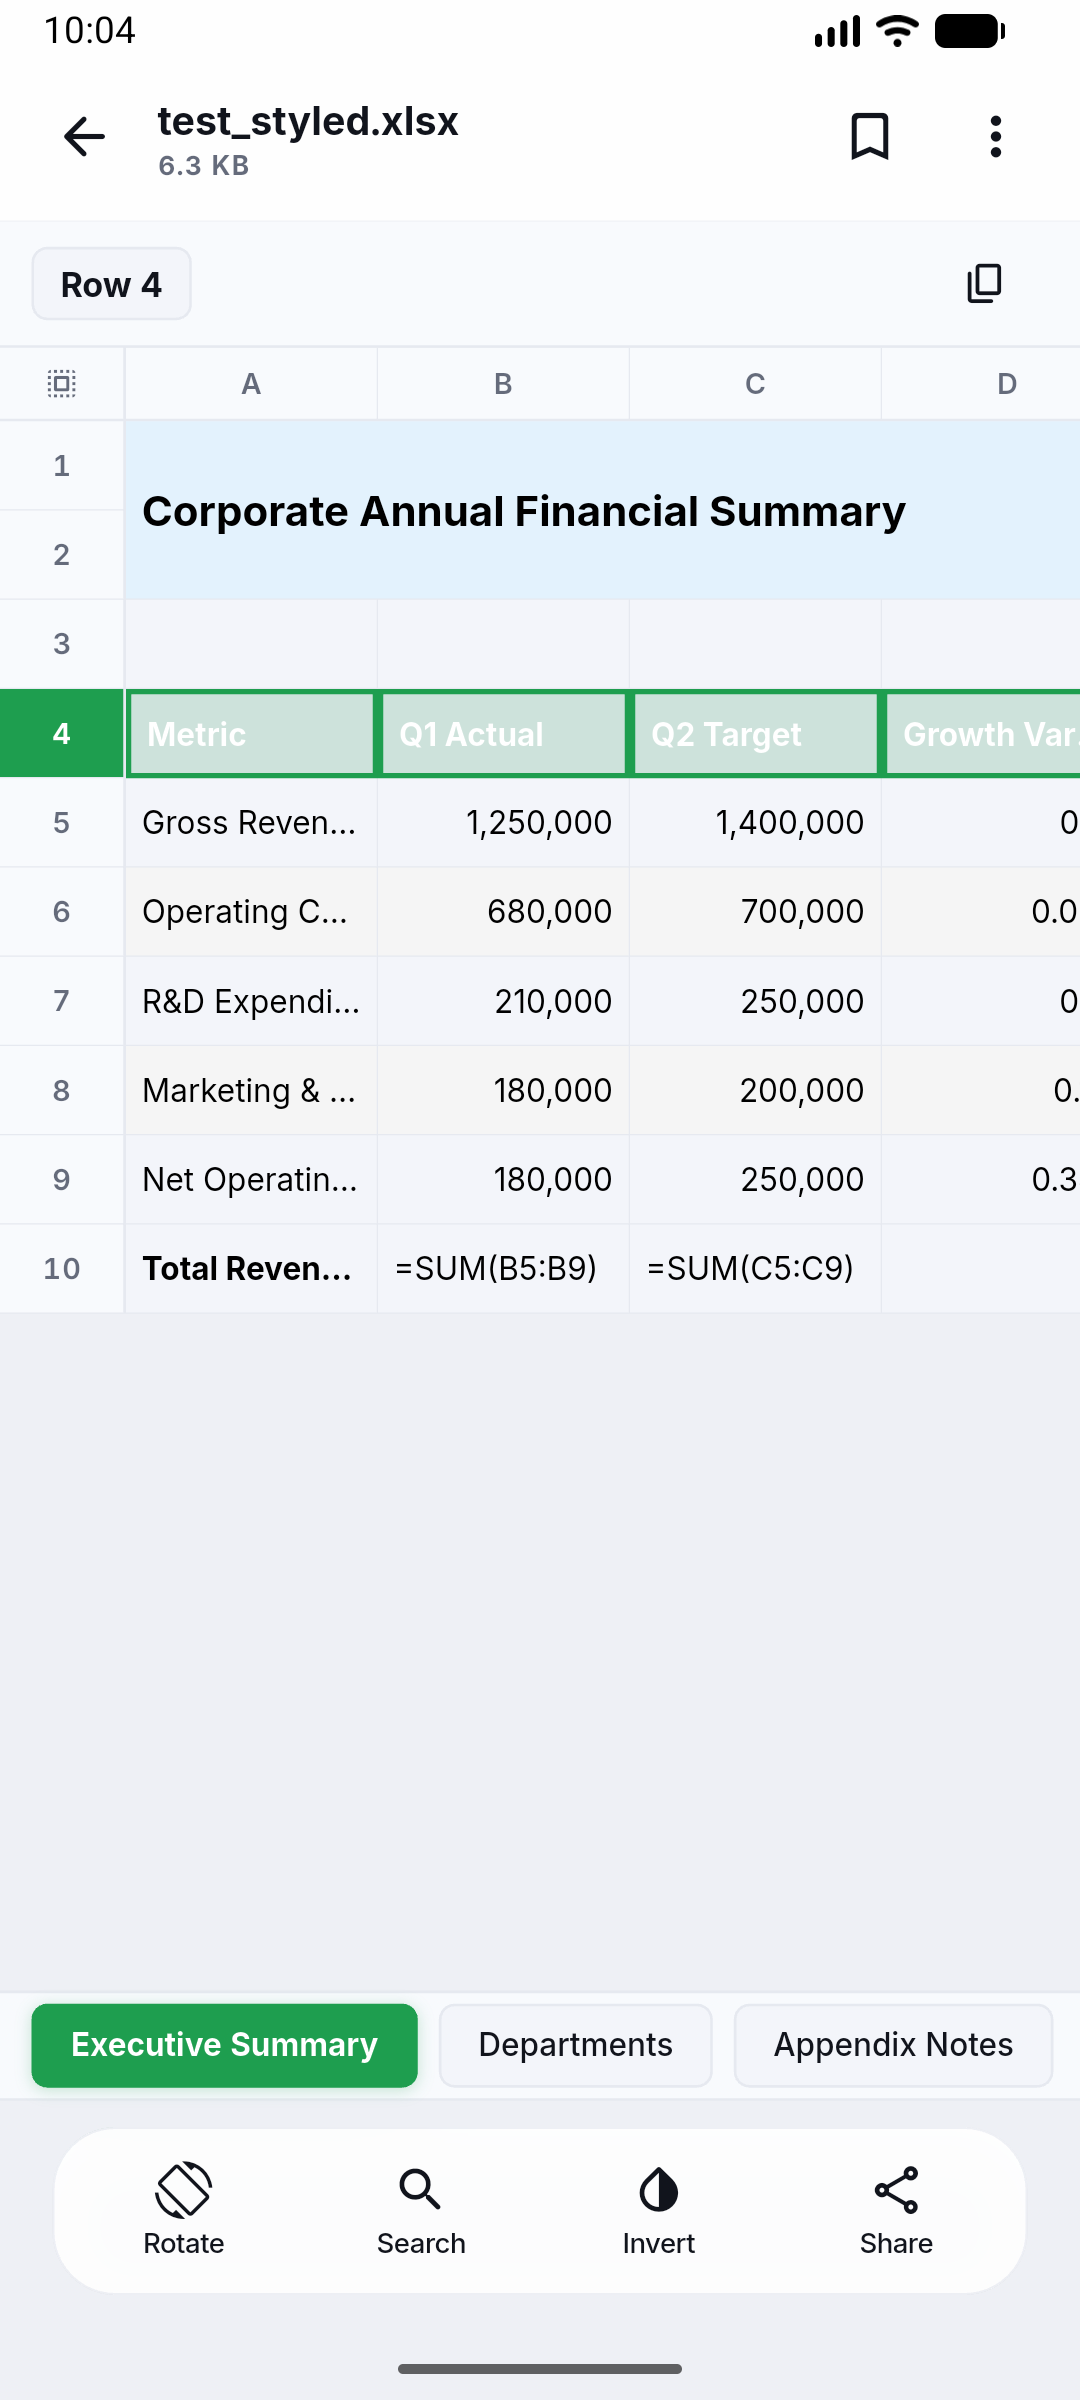 10:04
test_styled.xlsx
6.3 KB
Row 4
A B C D
1
Corporate Annual Financial Summary
2
3
4 Metric Q1 Actual Q2 Target Growth Var.
5 Gross Reven... 1,250,000 1,400,000 0
6 Operating C... 680,000 700,000 0.0
7 R&D Expendi... 210,000 250,000 0
8 Marketing & ... 180,000 200,000 0.
9 Net Operatin... 180,000 250,000 0.3
10 Total Reven... =SUM(B5:B9) =SUM(C5:C9)
Executive Summary Departments Appendix Notes
Rotate Search Invert Share